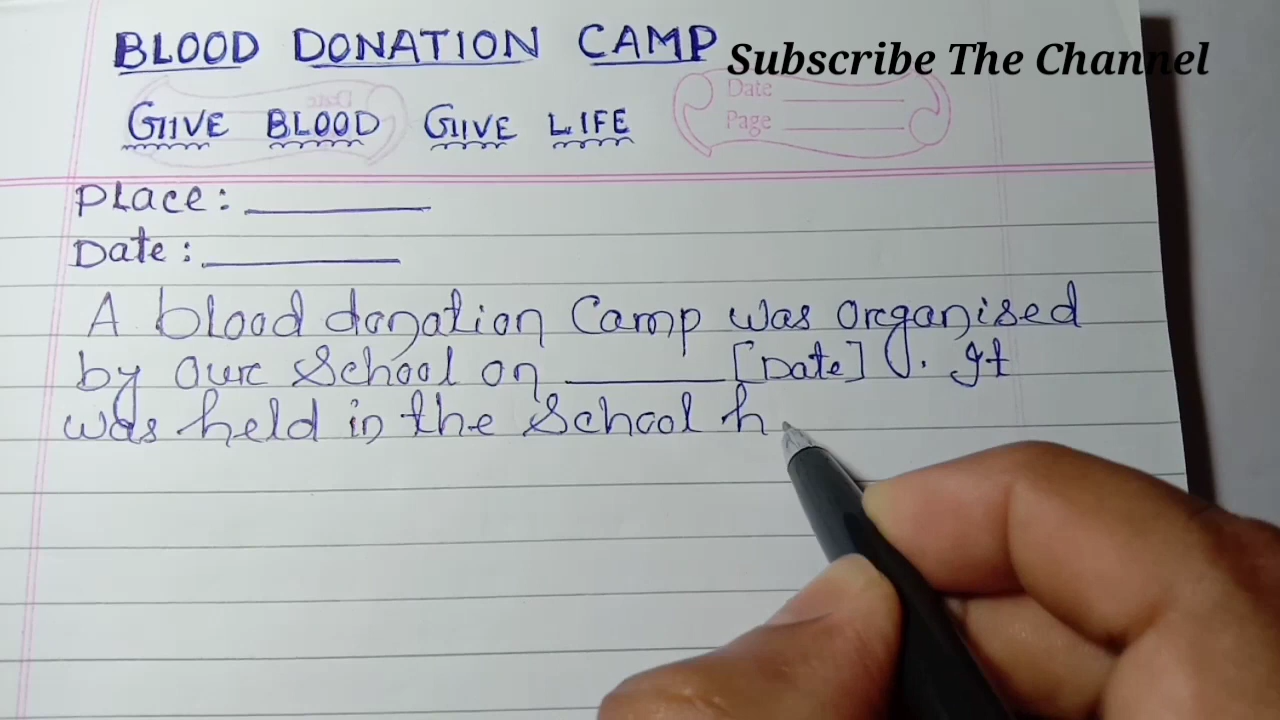 BLOOD DONATION CAMP
Subscribe The Channel
GIVE BLOOD GIVE LIFE
Date
Page
Place:
Date:
A blood donation Camp was organised
by our School on [Date]. It
was held in the School h